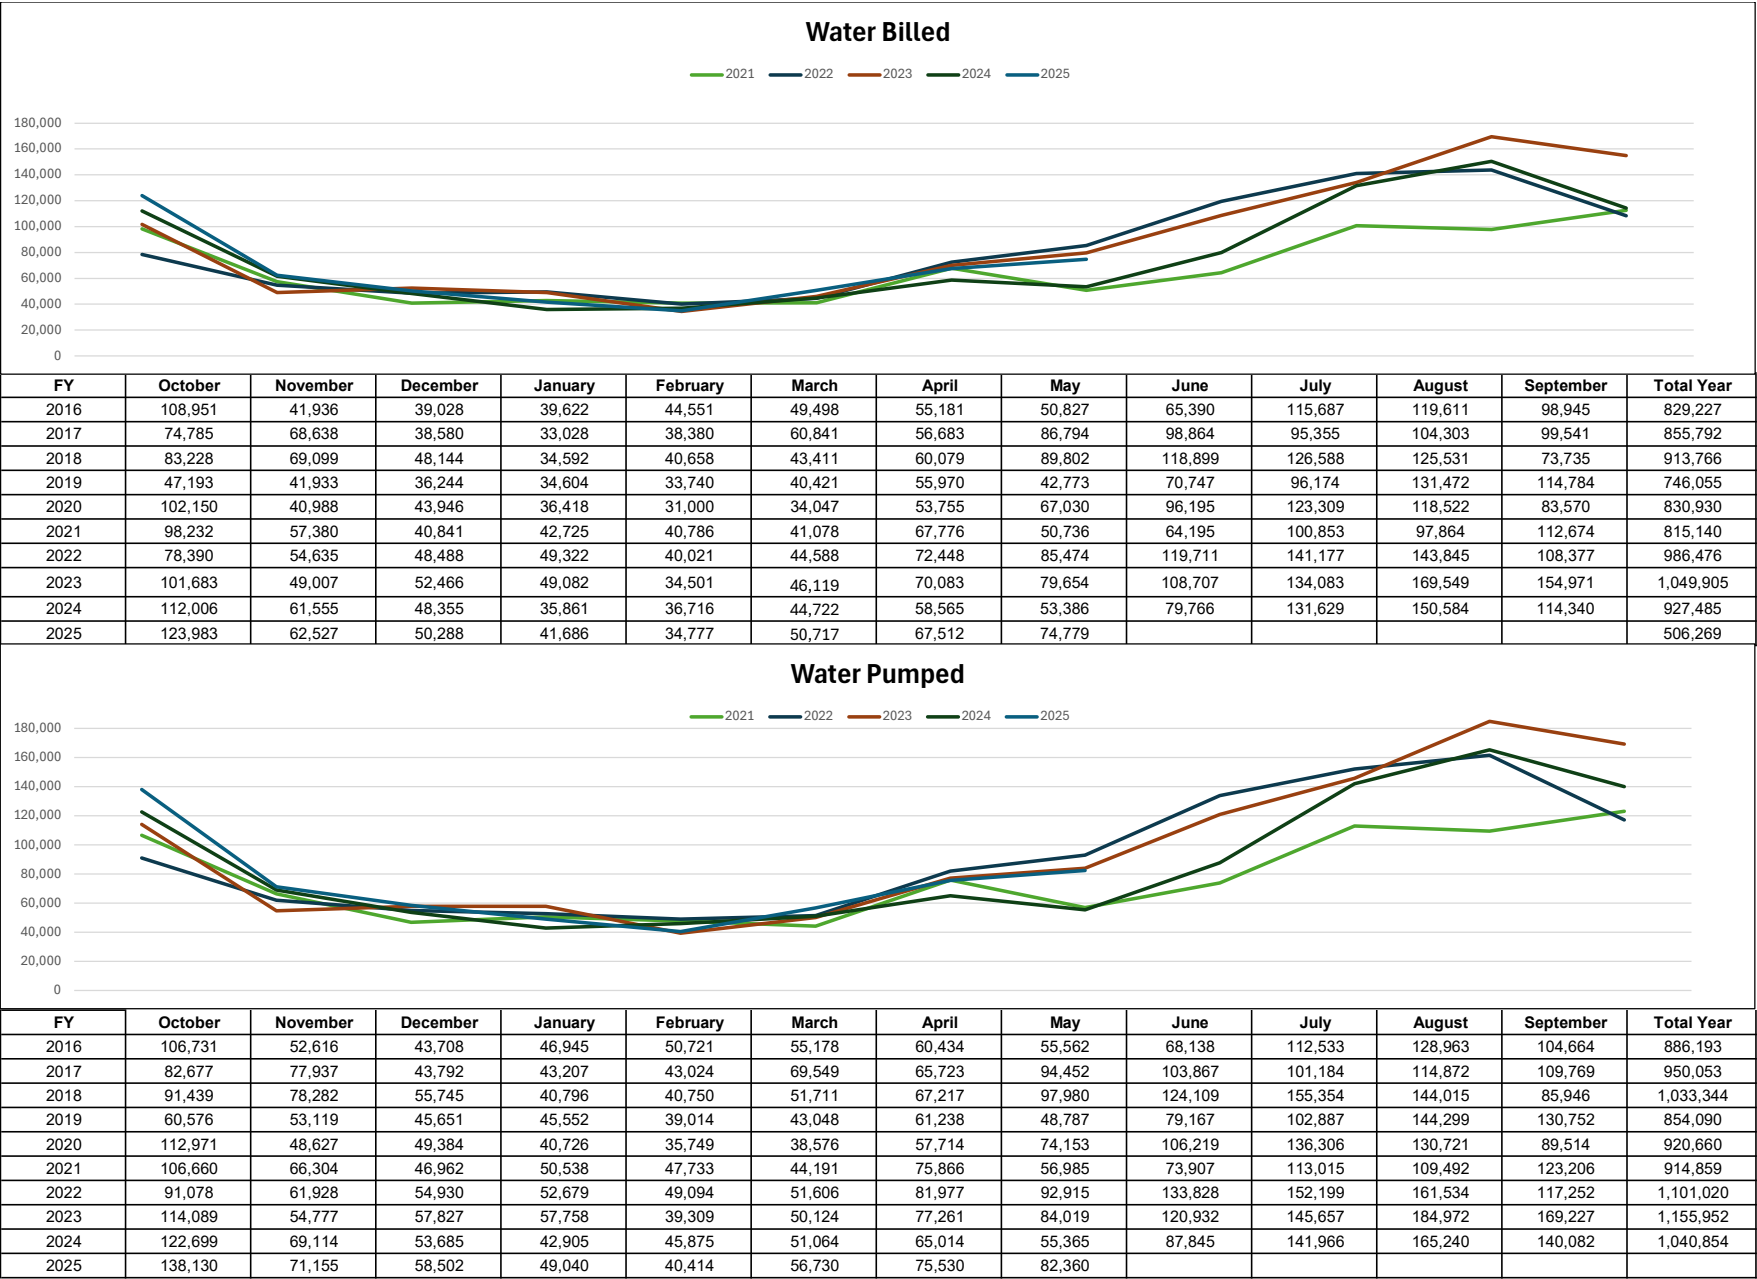 Water Billed
2021 2022 2023 2024 2025
180,000
160,000
140,000
120,000
100,000
80,000
60,000
40,000
20,000
0
FY October November December January February March April May June July August September Total Year
2016 108,951 41,936 39,028 39,622 44,551 49,498 55,181 50,827 65,390 115,687 119,611 98,945 829,227
2017 74,785 68,638 38,580 33,028 38,380 60,841 56,683 86,794 98,864 95,355 104,303 99,541 855,792
2018 83,228 69,099 48,144 34,592 40,658 43,411 60,079 89,802 118,899 126,588 125,531 73,735 913,766
2019 47,193 41,933 36,244 34,604 33,740 40,421 55,970 42,773 70,747 96,174 131,472 114,784 746,055
2020 102,150 40,988 43,946 36,418 31,000 34,047 53,755 67,030 96,195 123,309 118,522 83,570 830,930
2021 98,232 57,380 40,841 42,725 40,786 41,078 67,776 50,736 64,195 100,853 97,864 112,674 815,140
2022 78,390 54,635 48,488 49,322 40,021 44,588 72,448 85,474 119,711 141,177 143,845 108,377 986,476
2023 101,683 49,007 52,466 49,082 34,501 46,119 70,083 79,654 108,707 134,083 169,549 154,971 1,049,905
2024 112,006 61,555 48,355 35,861 36,716 44,722 58,565 53,386 79,766 131,629 150,584 114,340 927,485
2025 123,983 62,527 50,288 41,686 34,777 50,717 67,512 74,779 506,269
Water Pumped
2021 2022 2023 2024 2025
180,000
160,000
140,000
120,000
100,000
80,000
60,000
40,000
20,000
0
FY October November December January February March April May June July August September Total Year
2016 106,731 52,616 43,708 46,945 50,721 55,178 60,434 55,562 68,138 112,533 128,963 104,664 886,193
2017 82,677 77,937 43,792 43,207 43,024 69,549 65,723 94,452 103,867 101,184 114,872 109,769 950,053
2018 91,439 78,282 55,745 40,796 40,750 51,711 67,217 97,980 124,109 155,354 144,015 85,946 1,033,344
2019 60,576 53,119 45,651 45,552 39,014 43,048 61,238 48,787 79,167 102,887 144,299 130,752 854,090
2020 112,971 48,627 49,384 40,726 35,749 38,576 57,714 74,153 106,219 136,306 130,721 89,514 920,660
2021 106,660 66,304 46,962 50,538 47,733 44,191 75,866 56,985 73,907 113,015 109,492 123,206 914,859
2022 91,078 61,928 54,930 52,679 49,094 51,606 81,977 92,915 133,828 152,199 161,534 117,252 1,101,020
2023 114,089 54,777 57,827 57,758 39,309 50,124 77,261 84,019 120,932 145,657 184,972 169,227 1,155,952
2024 122,699 69,114 53,685 42,905 45,875 51,064 65,014 55,365 87,845 141,966 165,240 140,082 1,040,854
2025 138,130 71,155 58,502 49,040 40,414 56,730 75,530 82,360